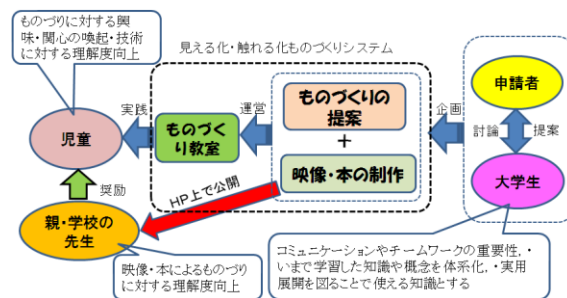 ものづくりに対する興
味・関心の喚起・技術
に対する理解度向上
見える化・触れる化ものづくりシステム
申請者
討論
提案
大学生
企画
ものづくりの
提案
+
映像・本の制作
運営
ものづ
くり教室
実践
児童
奨励
HP上で公開
親・学校の
先生
映像・本によるものづくり
に対する理解度向上
コミュニケーションやチームワークの重要性,・
いまで学習した知識や概念を体系化,・実用
展開を図ることで使える知識とする